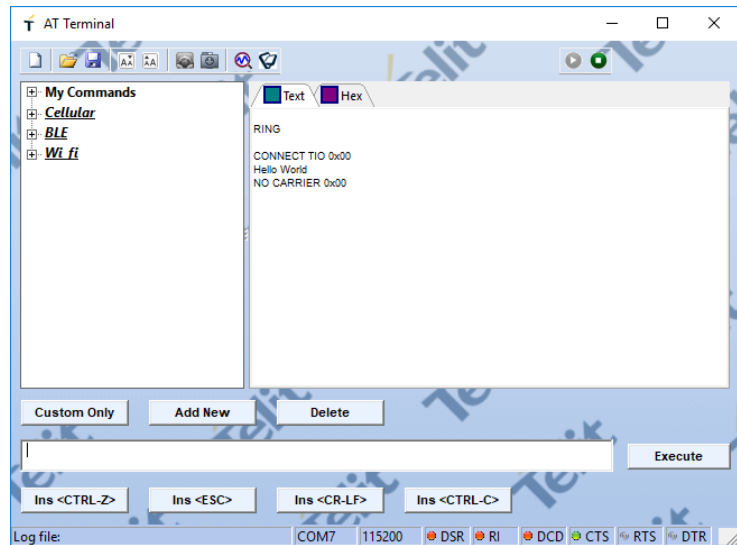 AT Terminal
My Commands
Cellular
BLE
Wi fi
Text Hex
RING
CONNECT TIO 0x00
Hello World
NO CARRIER 0x00
Custom Only Add New Delete
Execute
Ins <CTRL-Z> Ins <ESC> Ins <CR-LF> Ins <CTRL-C>
Log file: COM7 115200 DSR RI DCD CTS RTS DTR
Telit